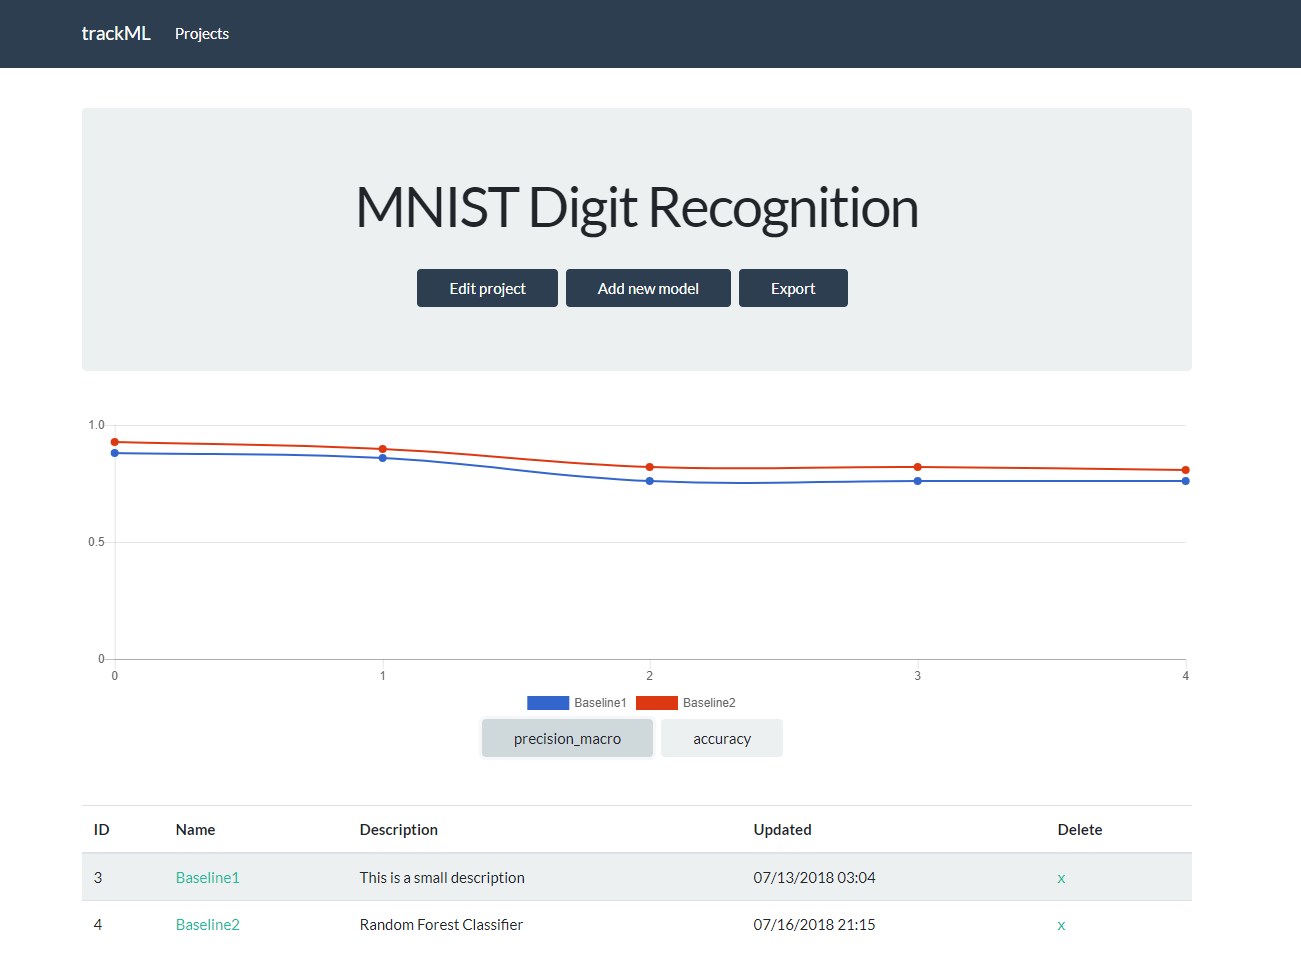 trackML Projects
MNIST Digit Recognition
Edit project Add new model Export
1.0
0.5
0
0 1 2 3 4
Baseline1 Baseline2
precision_macro accuracy
ID Name Description Updated Delete
3 Baseline1 This is a small description 07/13/2018 03:04 x
4 Baseline2 Random Forest Classifier 07/16/2018 21:15 x